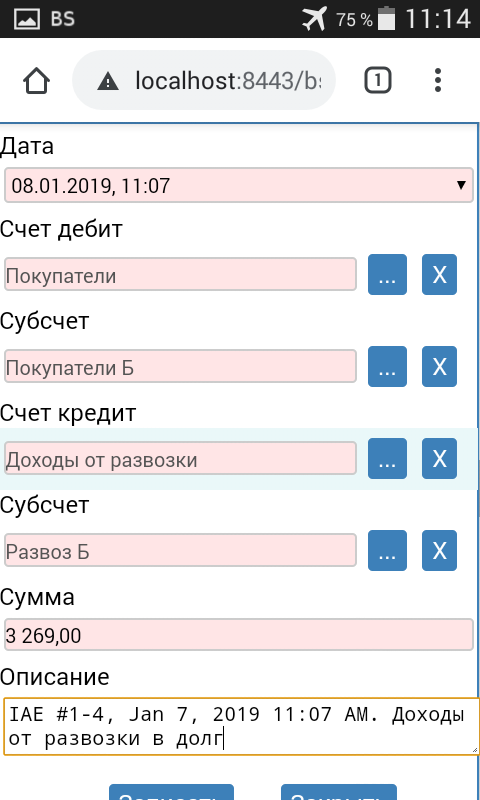 BS 75 % 11:14
localhost:8443/bs 1
Дата
08.01.2019, 11:07
Счет дебит
Покупатели ... X
Субсчет
Покупатели Б ... X
Счет кредит
Доходы от развозки ... X
Субсчет
Развоз Б ... X
Сумма
3 269,00
Описание
IAE #1-4, Jan 7, 2019 11:07 AM. Доходы
от развозки в долг
Записать Закрыть